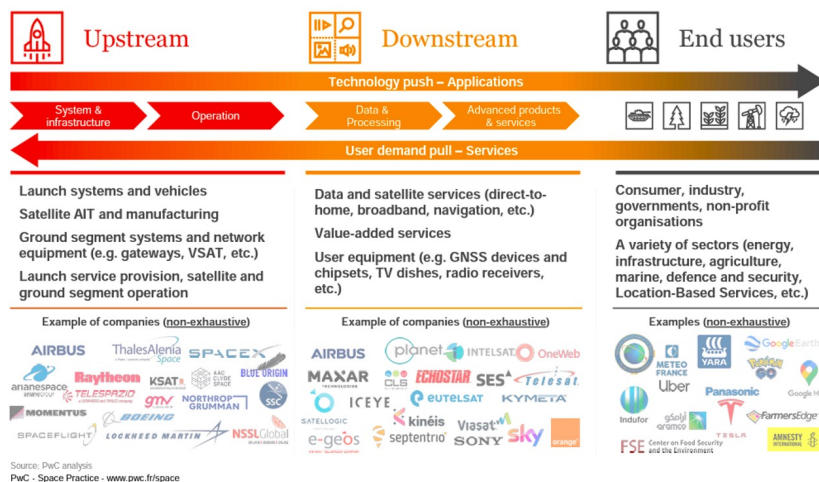 Upstream
Downstream
End users
Technology push – Applications
System &
infrastructure
Operation
Data &
Processing
Advanced products
& services
User demand pull – Services
Launch systems and vehicles
Satellite AIT and manufacturing
Ground segment systems and network
equipment (e.g. gateways, VSAT, etc.)
Launch service provision, satellite and
ground segment operation
Data and satellite services (direct-to-
home, broadband, navigation, etc.)
Value-added services
User equipment (e.g. GNSS devices and
chipsets, TV dishes, radio receivers,
etc.)
Consumer, industry,
governments, non-profit
organisations
A variety of sectors (energy,
infrastructure, agriculture,
marine, defence and security,
Location-Based Services, etc.)
Example of companies (non-exhaustive)
AIRBUS
ThalesAlenia
Space
SPACEX
BLUE ORIGIN
arianespace
Raytheon
TELESPAZIO
KSAT
AAC
CLYDE
SPACE
gmv
NORTHROP
GRUMMAN
SSC
MOMENTUS
BOEING
SPACEFLIGHT
LOCKHEED MARTIN
NSSLGlobal
Example of companies (non-exhaustive)
AIRBUS
planet
INTELSAT
OneWeb
MAXAR
TECHNOLOGIES
CLS
ECHOSTAR
SES
Telesat
ICEYE
eutelsat
KYMETA
SATELLOGIC
kinéis
Viasat
e-geos
septentrio
SONY
sky
orange
Examples (non-exhaustive)
METEO
FRANCE
YARA
Google Earth
POKÉMON
GO
Uber
Panasonic
Google M
Indufor
أرامكو
aramco
TESLA
FarmersEdge
FSE Center on Food Security
and the Environment
AMNESTY
INTERNATIONAL
Source: PwC analysis
PwC - Space Practice - www.pwc.fr/space